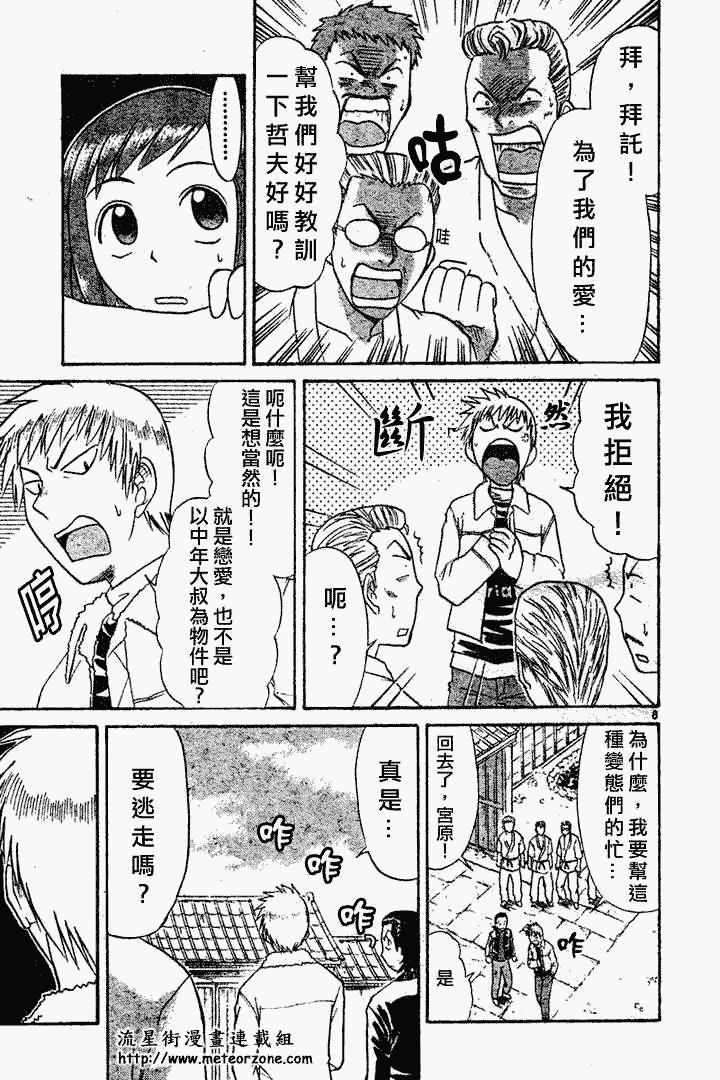 拜，拜託！
為了我們的愛…
咕
哇
幫我們好好教訓
一下哲夫好嗎？
………
我拒絕！
斷
然
呃…？
呃什麼呃！
這是想當然的！！
就是戀愛，也不是
以中年大叔為物件吧？
哼
8
為什麼，我要幫這
種變態們的忙…
回去了，宮原！
咋
是
真是…
咋
咋
咋
要逃走嗎？
流星街漫畫連載組
http://www.meteorzone.com/